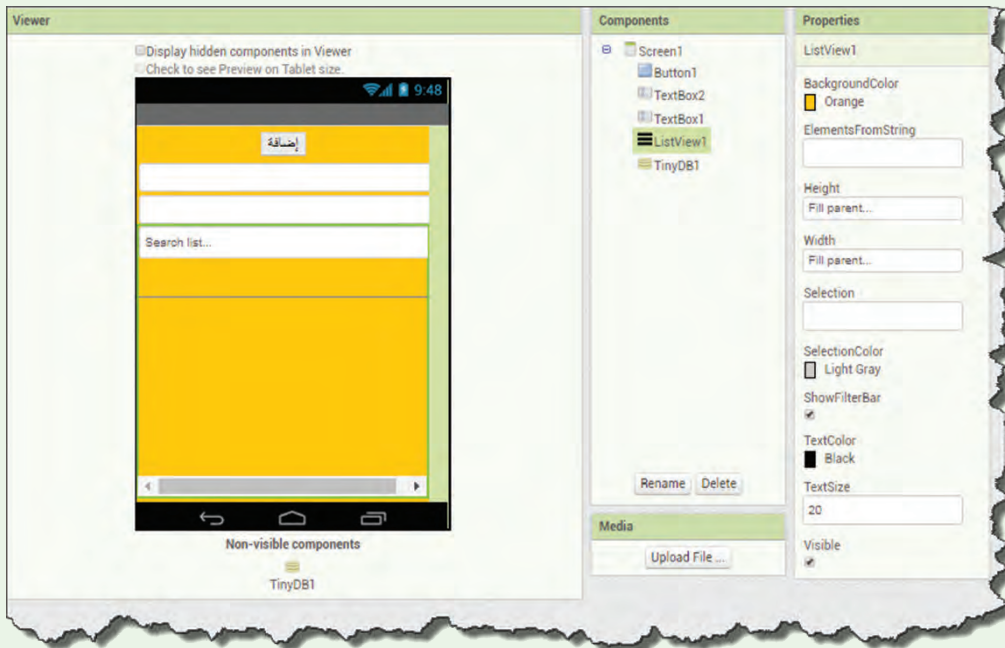 Viewer
Display hidden components in Viewer
Check to see Preview on Tablet size.
9:48
إضافة
Search list...
Non-visible components
TinyDB1
Components
Screen1
Button1
TextBox2
TextBox1
ListView1
TinyDB1
Rename Delete
Media
Upload File ...
Properties
ListView1
BackgroundColor
Orange
ElementsFromString
Height
Fill parent...
Width
Fill parent...
Selection
SelectionColor
Light Gray
ShowFilterBar
TextColor
Black
TextSize
20
Visible